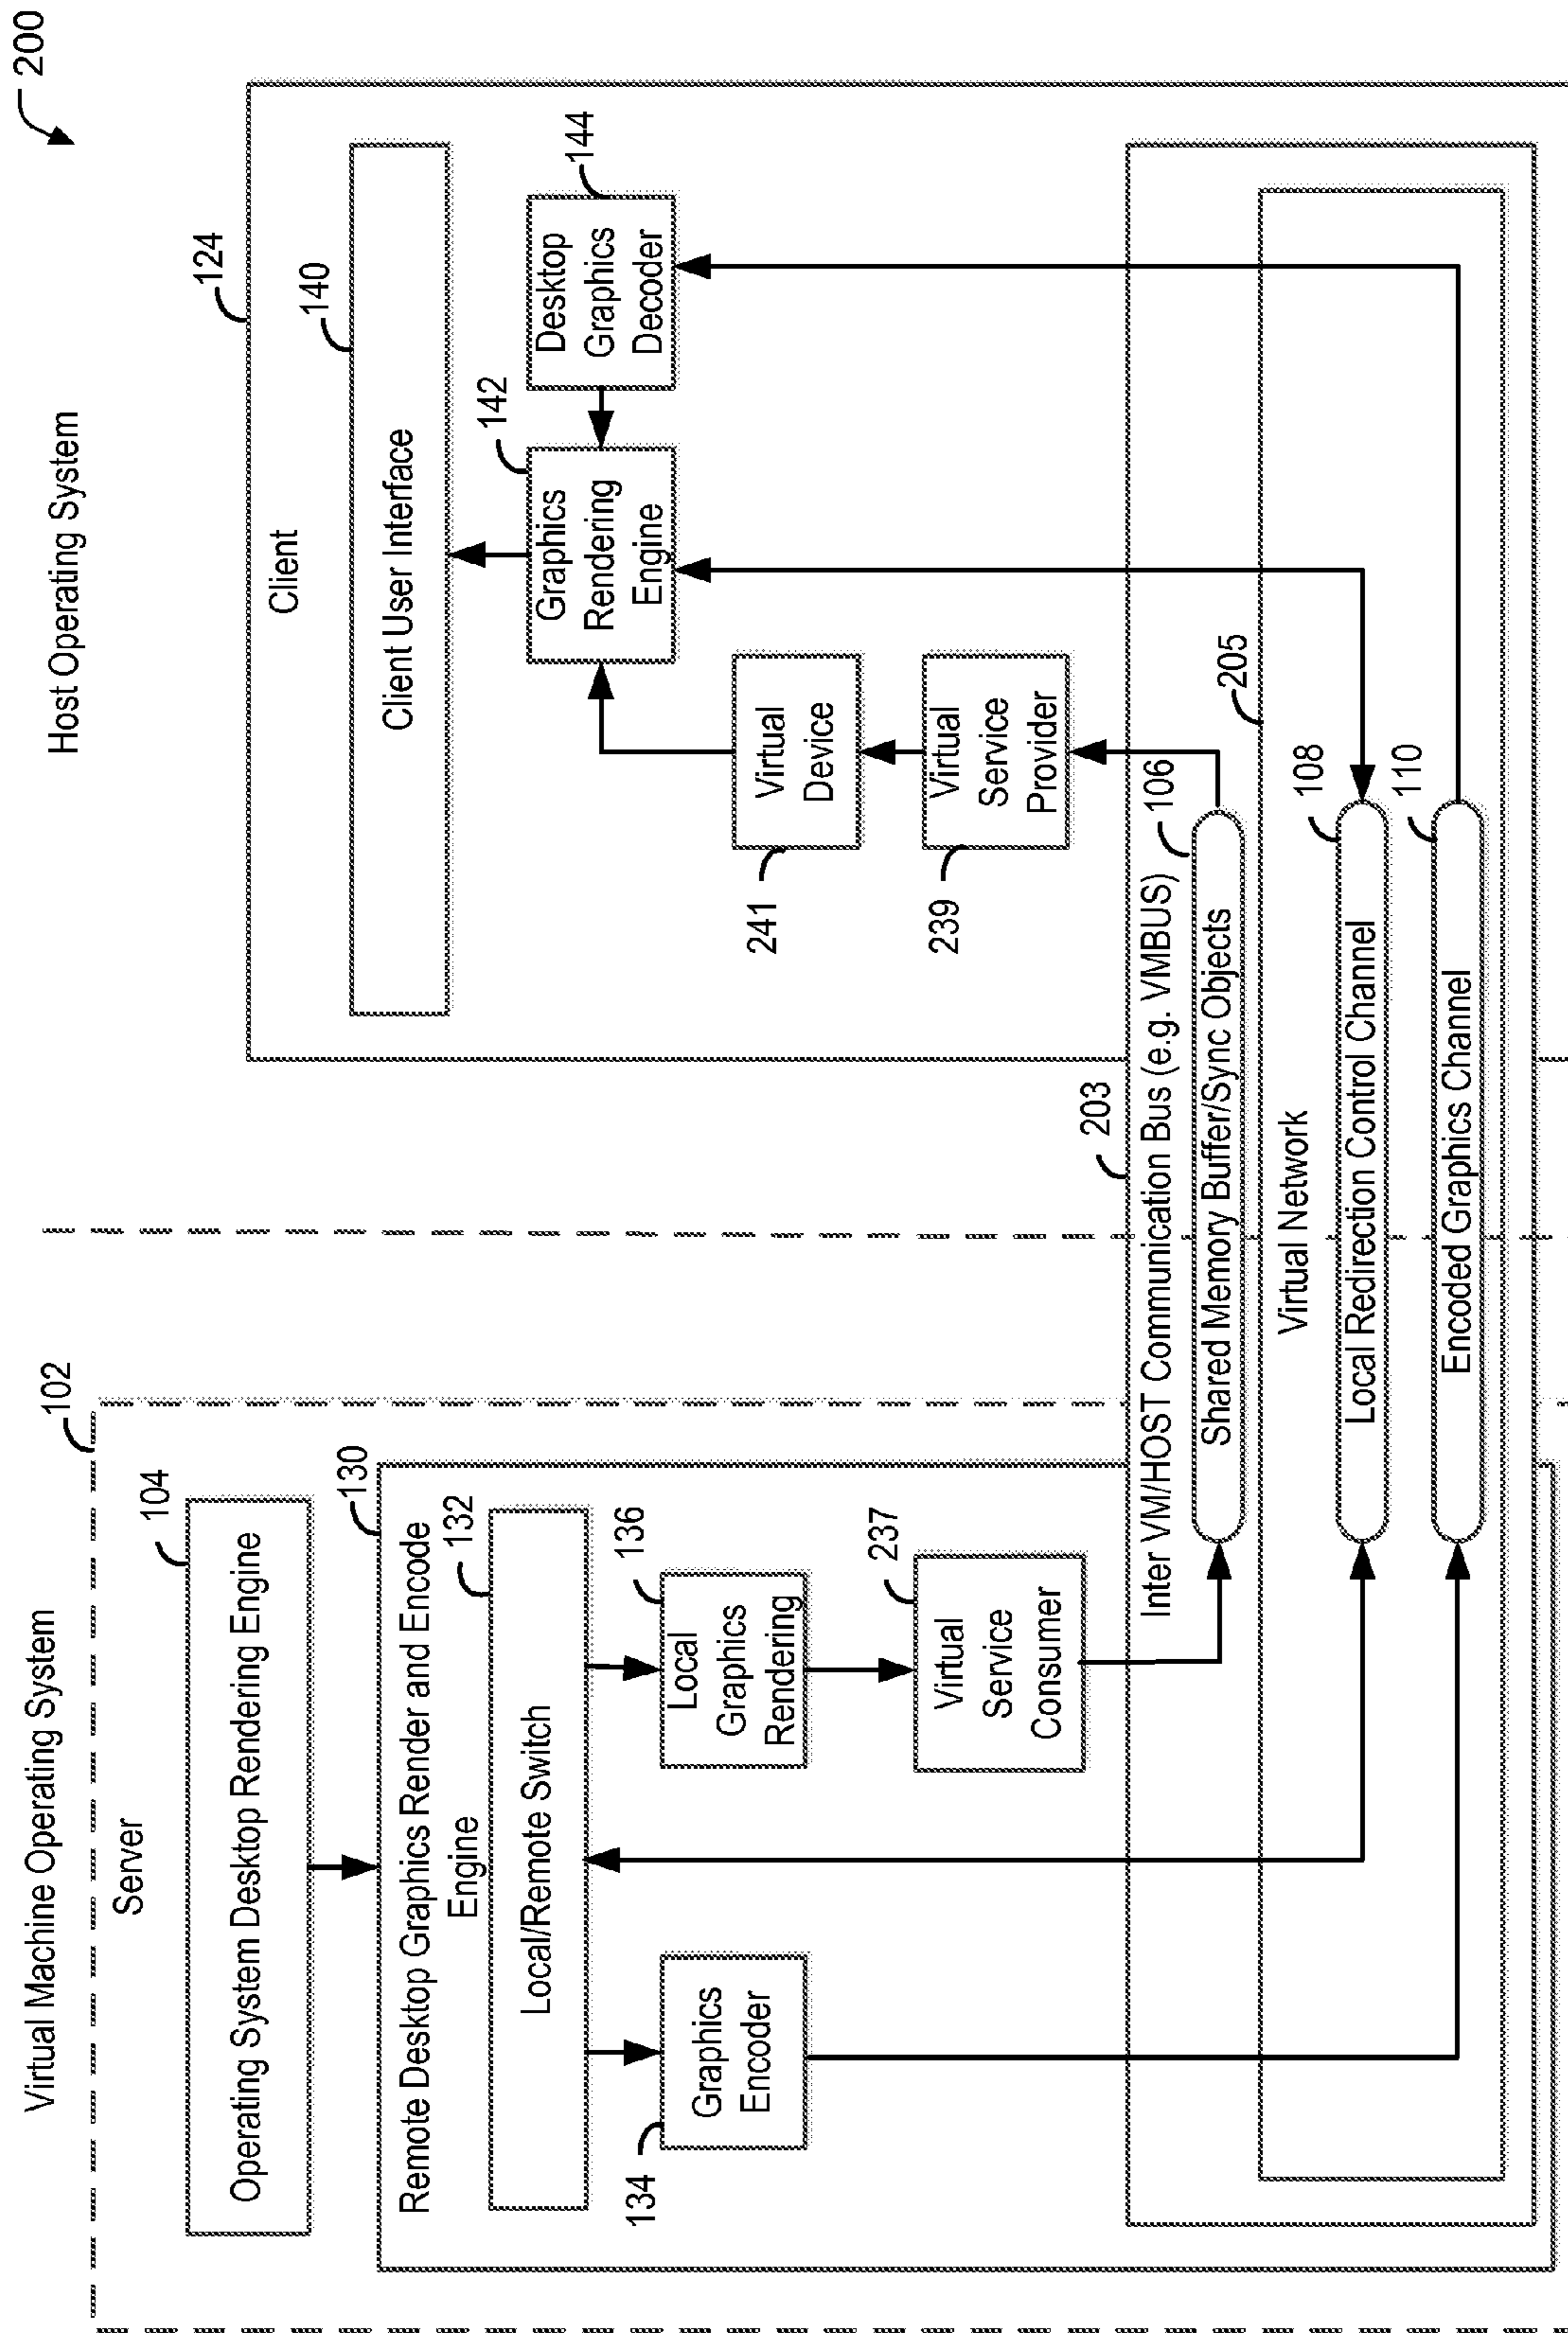 200
Virtual Machine Operating System
Host Operating System
102
Server
104
Operating System Desktop Rendering Engine
130
Remote Desktop Graphics Render and Encode
Engine
132
Local/Remote Switch
134
Graphics
Encoder
136
Local
Graphics
Rendering
237
Virtual
Service
Consumer
124
Client
140
Client User Interface
142
Graphics
Rendering
Engine
144
Desktop
Graphics
Decoder
241
Virtual
Device
239
Virtual
Service
Provider
203
Inter VM/HOST Communication Bus (e.g. VMBUS)
106
Shared Memory Buffer/Sync Objects
205
Virtual Network
108
Local Redirection Control Channel
110
Encoded Graphics Channel